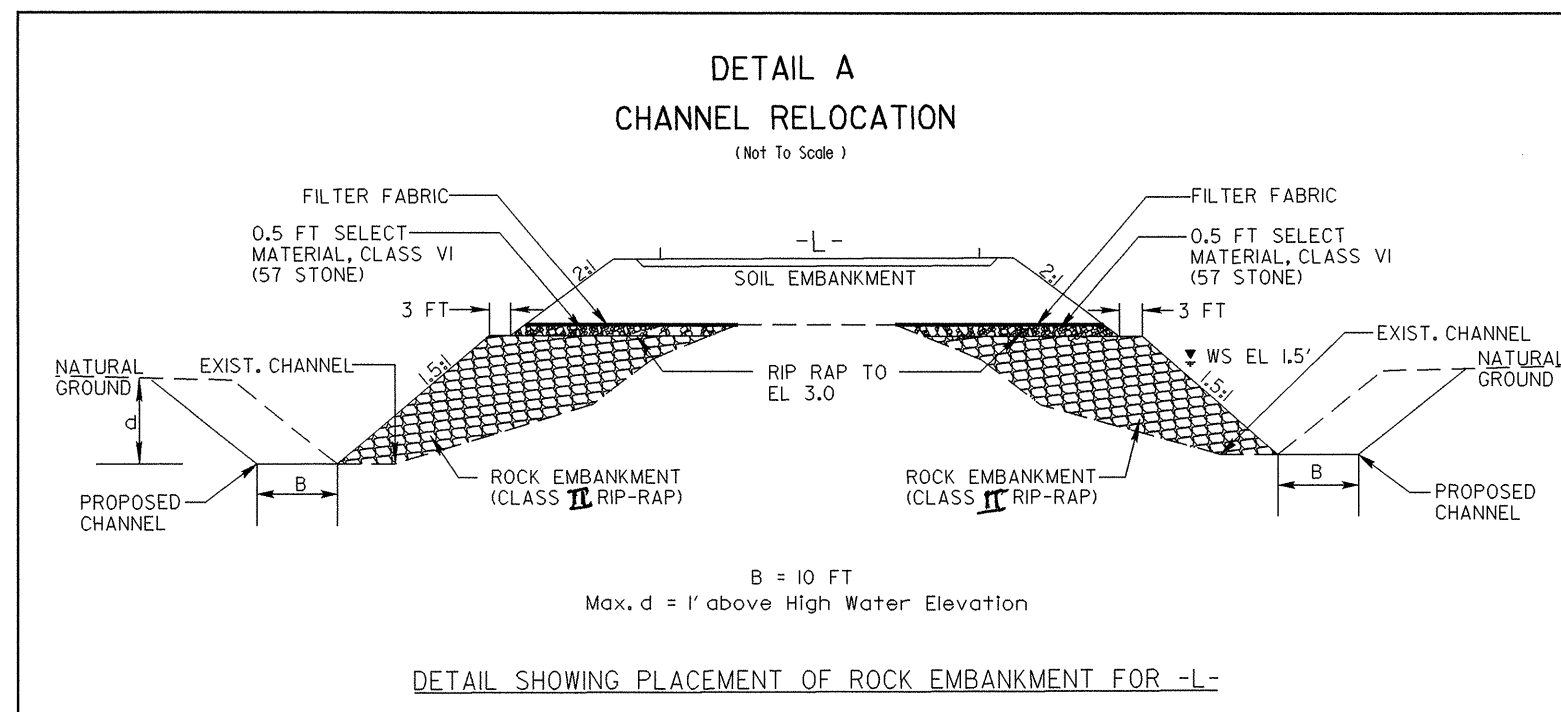 DETAIL A
CHANNEL RELOCATION
(Not To Scale)
FILTER FABRIC
FILTER FABRIC
0.5 FT SELECT
MATERIAL, CLASS VI
(57 STONE)
-L-
0.5 FT SELECT
MATERIAL, CLASS VI
(57 STONE)
2:1
SOIL EMBANKMENT
2:1
3 FT
3 FT
NATURAL
GROUND
EXIST. CHANNEL
1.5:1
RIP RAP TO
EL 3.0
WS EL 1.5'
1.5:1
EXIST. CHANNEL
NATURAL
GROUND
d
B
PROPOSED
CHANNEL
ROCK EMBANKMENT
(CLASS II RIP-RAP)
ROCK EMBANKMENT
(CLASS II RIP-RAP)
B
PROPOSED
CHANNEL
B = 10 FT
Max. d = 1' above High Water Elevation
DETAIL SHOWING PLACEMENT OF ROCK EMBANKMENT FOR -L-